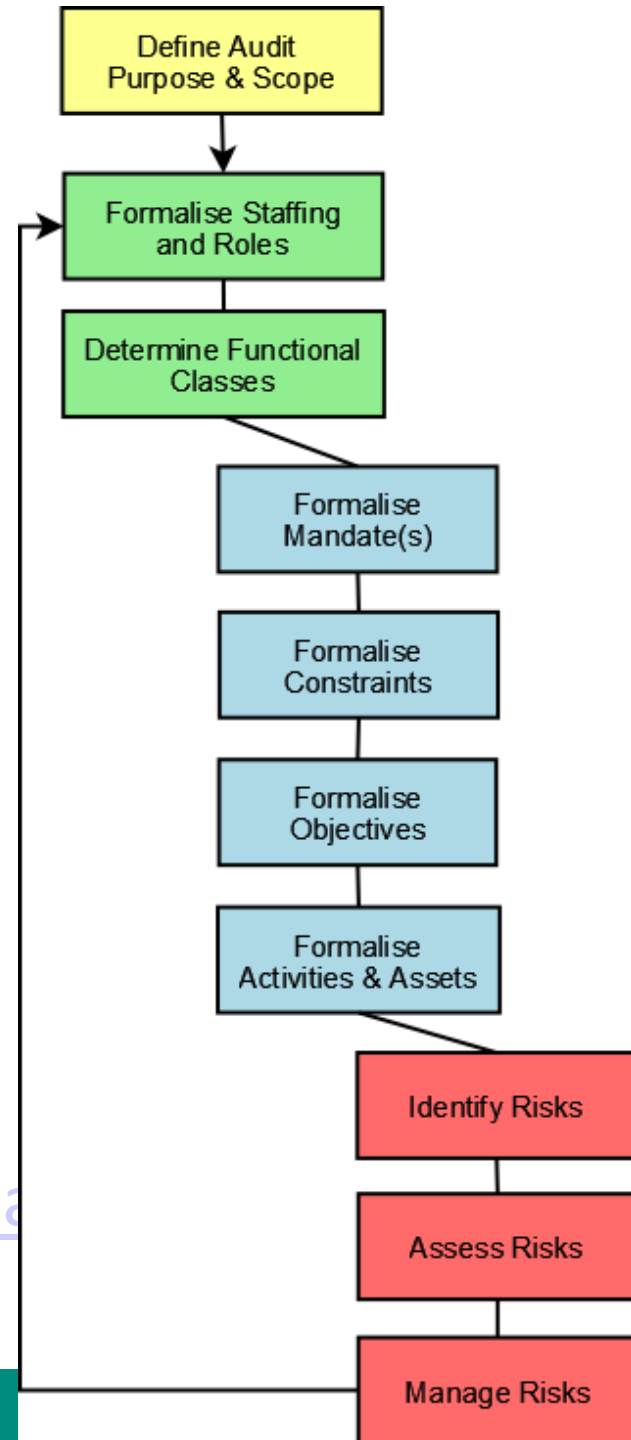 Define Audit
Purpose & Scope
Formalise Staffing
and Roles
Determine Functional
Classes
Formalise
Mandate(s)
Formalise
Constraints
Formalise
Objectives
Formalise
Activities & Assets
Identify Risks
Assess Risks
Manage Risks